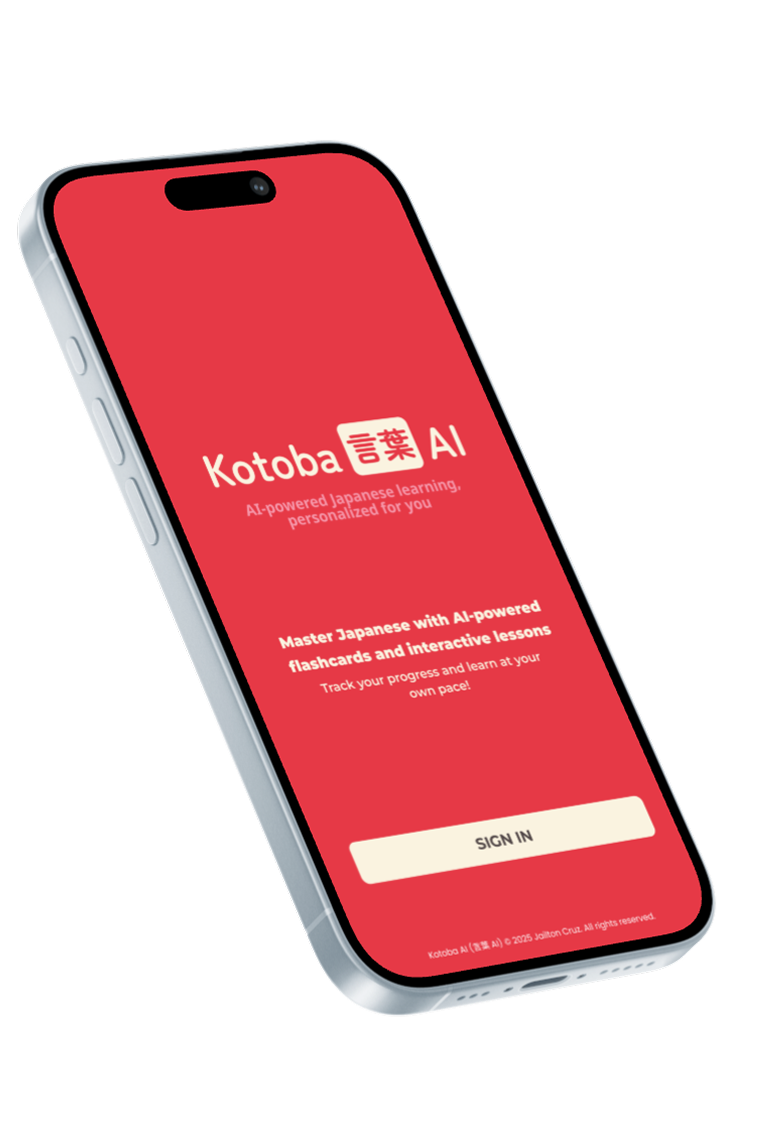 Kotoba 言葉 AI
AI-powered Japanese learning,
personalized for you
Master Japanese with AI-powered
flashcards and interactive lessons
Track your progress and learn at your
own pace!
SIGN IN
Kotoba AI (言葉 AI) © 2025 Jailton Cruz. All rights reserved.